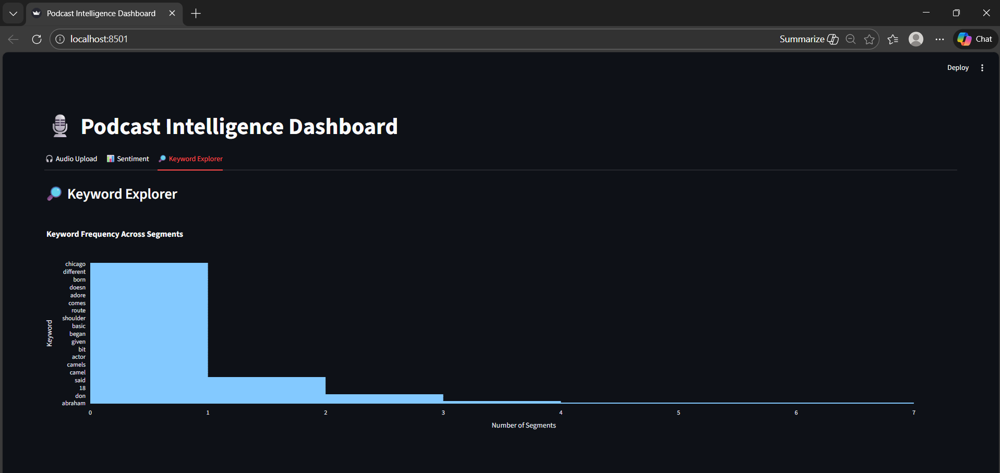 Podcast Intelligence Dashboard
localhost:8501
Summarize
Chat
Deploy
Podcast Intelligence Dashboard
Audio Upload
Sentiment
Keyword Explorer
Keyword Explorer
Keyword Frequency Across Segments
Keyword
chicago
different
born
doesn
adore
comes
route
shoulder
basic
began
given
bit
actor
camels
camel
said
18
don
abraham
0 1 2 3 4 5 6 7
Number of Segments